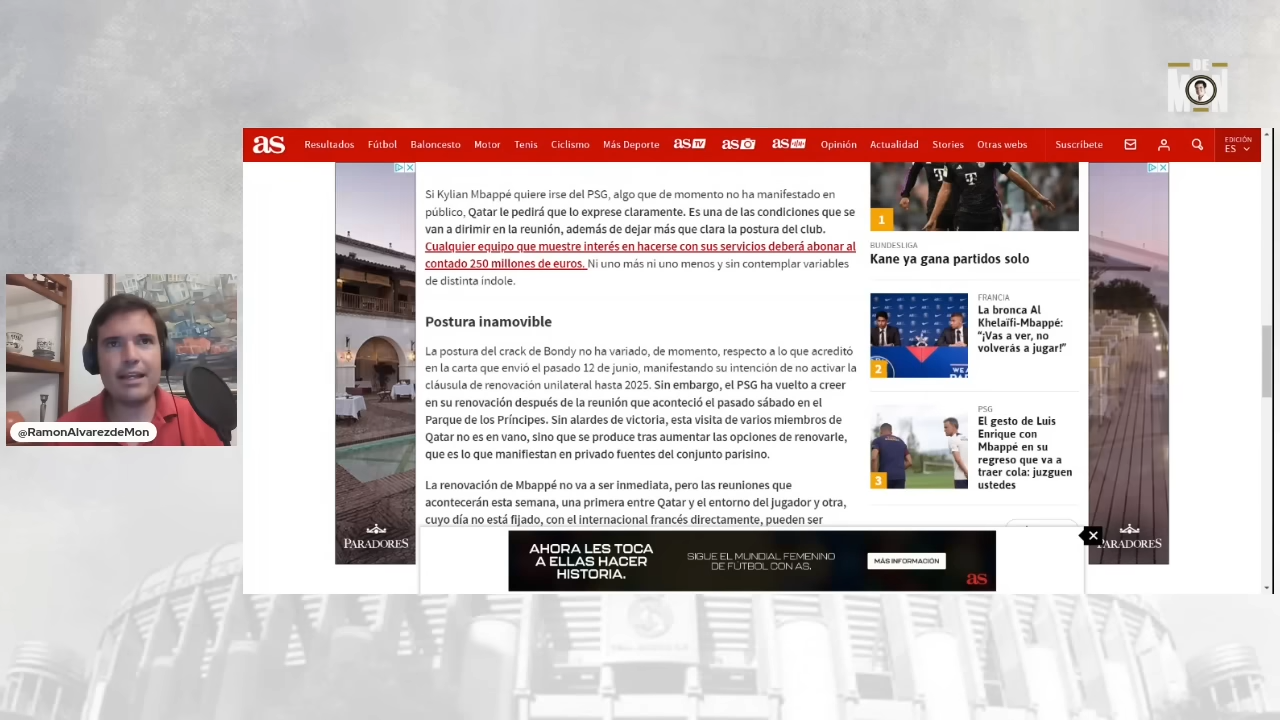 DE
as
Resultados
Fútbol
Baloncesto
Motor
Tenis
Ciclismo
Más Deporte
as TV
as
as
Opinión
Actualidad
Stories
Otras webs
Suscríbete
EDICIÓN
ES
Si Kylian Mbappé quiere irse del PSG, algo que de momento no ha manifestado en
público, Qatar le pedirá que lo exprese claramente. Es una de las condiciones que se
van a dirimir en la reunión, además de dejar más que clara la postura del club.
Cualquier equipo que muestre interés en hacerse con sus servicios deberá abonar al
contado 250 millones de euros. Ni uno más ni uno menos y sin contemplar variables
de distinta índole.
Postura inamovible
La postura del crack de Bondy no ha variado, de momento, respecto a lo que acreditó
en la carta que envió el pasado 12 de junio, manifestando su intención de no activar la
cláusula de renovación unilateral hasta 2025. Sin embargo, el PSG ha vuelto a creer
en su renovación después de la reunión que aconteció el pasado sábado en el
Parque de los Príncipes. Sin alardes de victoria, esta visita de varios miembros de
Qatar no es en vano, sino que se produce tras aumentar las opciones de renovarle,
que es lo que manifiestan en privado fuentes del conjunto parisino.
La renovación de Mbappé no va a ser inmediata, pero las reuniones que
acontecerán esta semana, una primera entre Qatar y el entorno del jugador y otra,
cuyo día no está fijado, con el internacional francés directamente, pueden ser
1
BUNDESLIGA
Kane ya gana partidos solo
2
FRANCIA
La bronca Al
Khelaïfi-Mbappé:
“¡Vas a ver, no
volverás a jugar!”
3
PSG
El gesto de Luis
Enrique con
Mbappé en su
regreso que va a
traer cola: juzguen
ustedes
@RamonAlvarezdeMon
PARADORES
PARADORES
AHORA LES TOCA
A ELLAS HACER
HISTORIA.
SIGUE EL MUNDIAL FEMENINO
DE FÚTBOL CON AS.
MÁS INFORMACIÓN
as